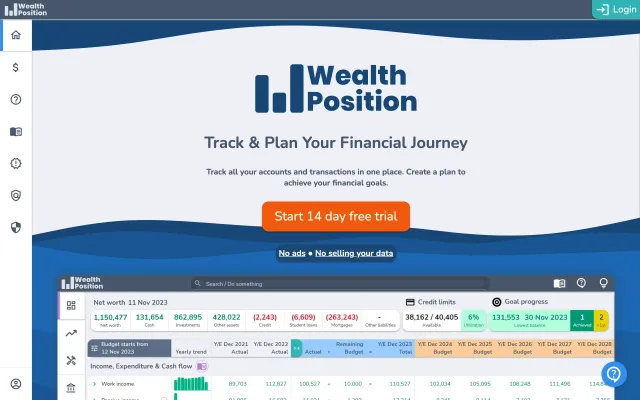 Wealth
Position
Login
Wealth
Position
Track & Plan Your Financial Journey
Track all your accounts and transactions in one place. Create a plan to
achieve your financial goals.
Start 14 day free trial
No ads ● No selling your data
Wealth
Position
Search / Do something
Net worth 11 Nov 2023
Credit limits
Goal progress
1,150,477 131,654 862,895 428,022 (2,243) (6,609) (263,243) -
Net worth Cash Investments Other assets Credit Student loans Mortgages Other liabilities
38,162 / 40,405 6%
Available Utilisation
131,553 30 Nov 2023 1 2
Lowest balance Achieved
Budget starts from
12 NOV 2023
Yearly trend
Y/E Dec 2021 Y/E Dec 2022 Y/E Dec 2023 Remaining Y/E Dec 2023 Y/E Dec 2024 Y/E Dec 2025 Y/E Dec 2026 Y/E Dec 2027 Y/E Dec 2028
Actual Actual Actual + Budget = Total Budget Budget Budget Budget Budget
Income, Expenditure & Cash flow
Work income 89,703 112,827 100,527 + 10,000 = 110,527 102,034 105,095 108,248 111,496